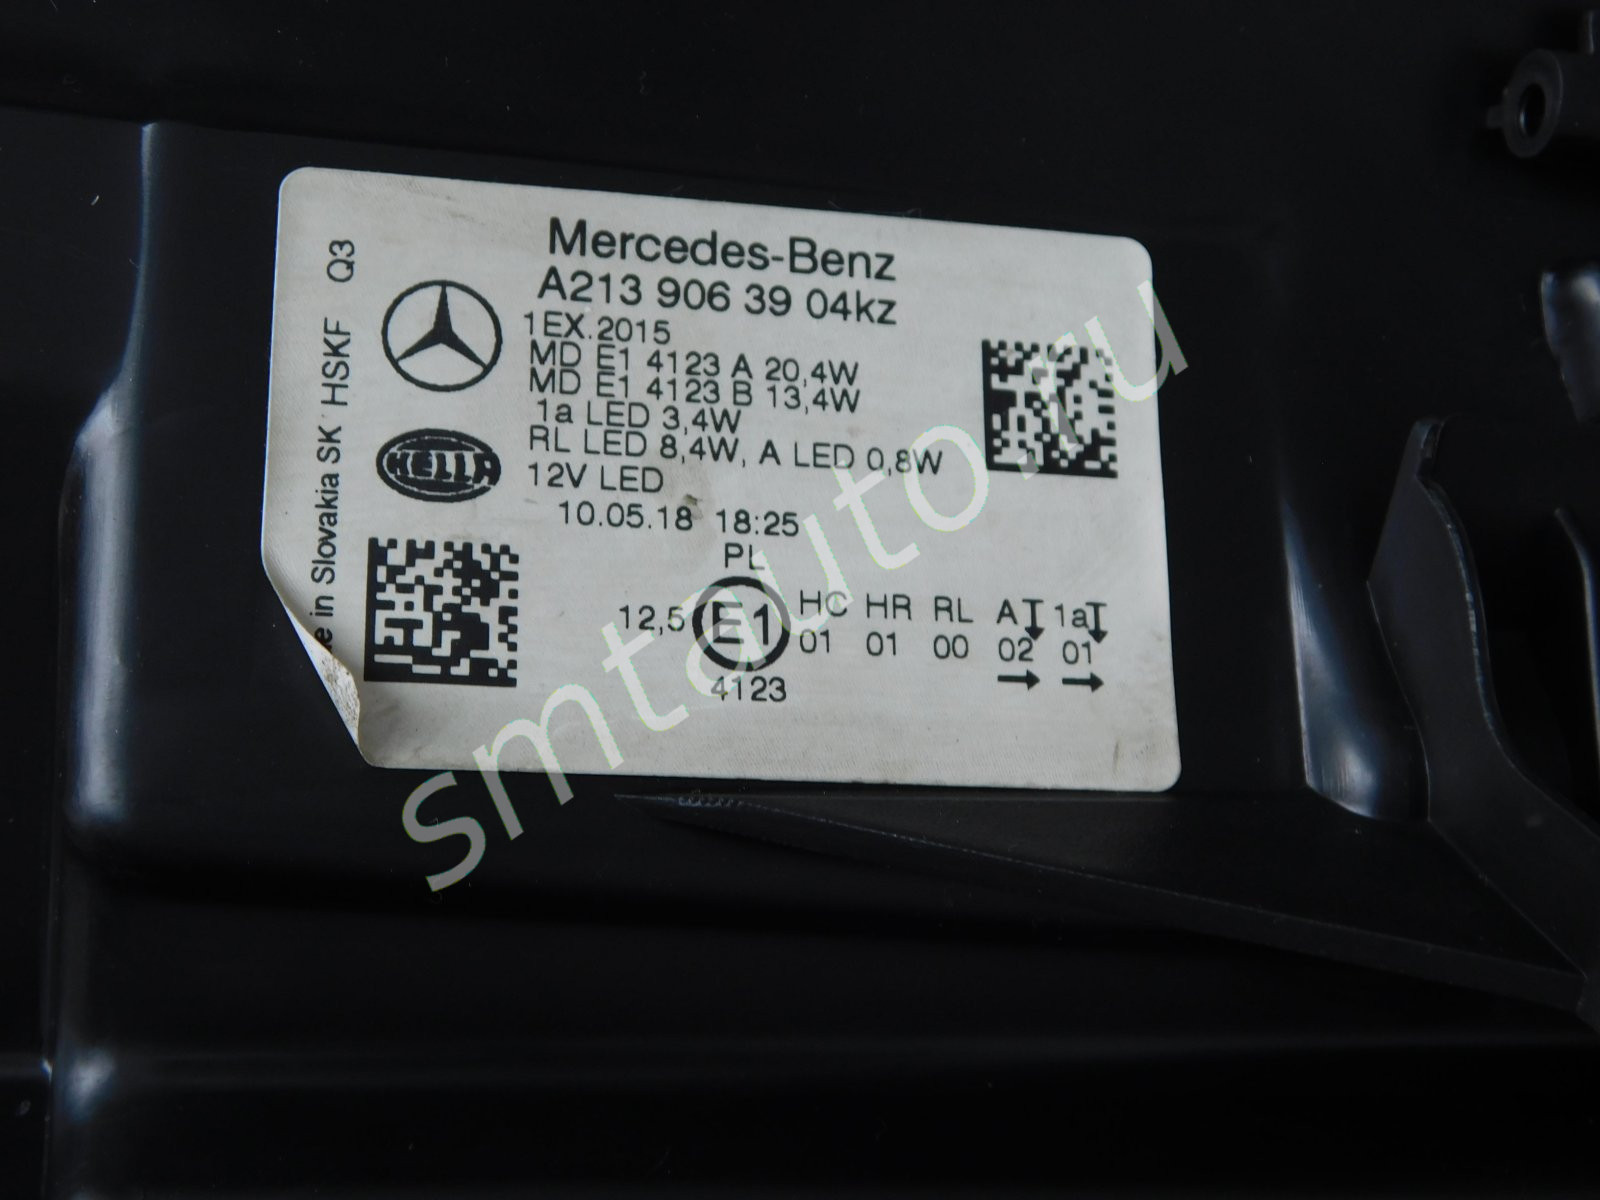 Mercedes-Benz
A213 906 39 04kz
1EX.2015
MD E1 4123 A 20,4W
MD E1 4123 B 13,4W
1a LED 3,4W
RL LED 8,4W, A LED 0,8W
12V LED
10.05.18 18:25
PL
12,5 E1 HC HR RL A 1a
01 01 00 02 01
4123
HELLA
in Slovakia SK HSKF Q3
smtauto.ru